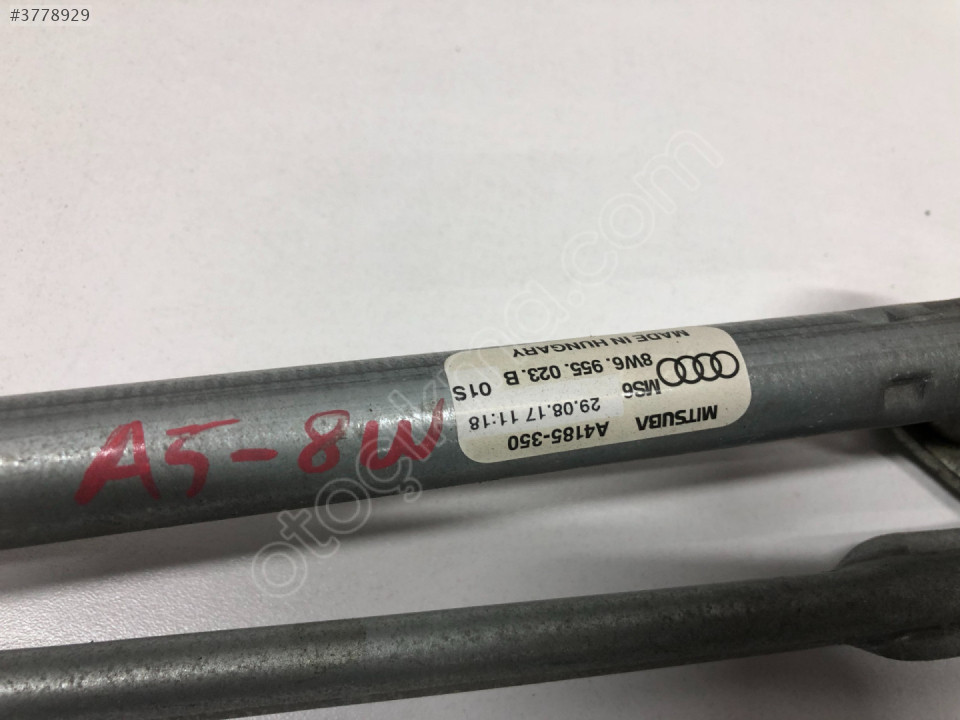 #3778929
MITSUBA
A4185-350
MS6
29.08.17 11:18
8W6. 955. 023.B 01S
MADE IN HUNGARY
A5-8W
otoçıkma.com